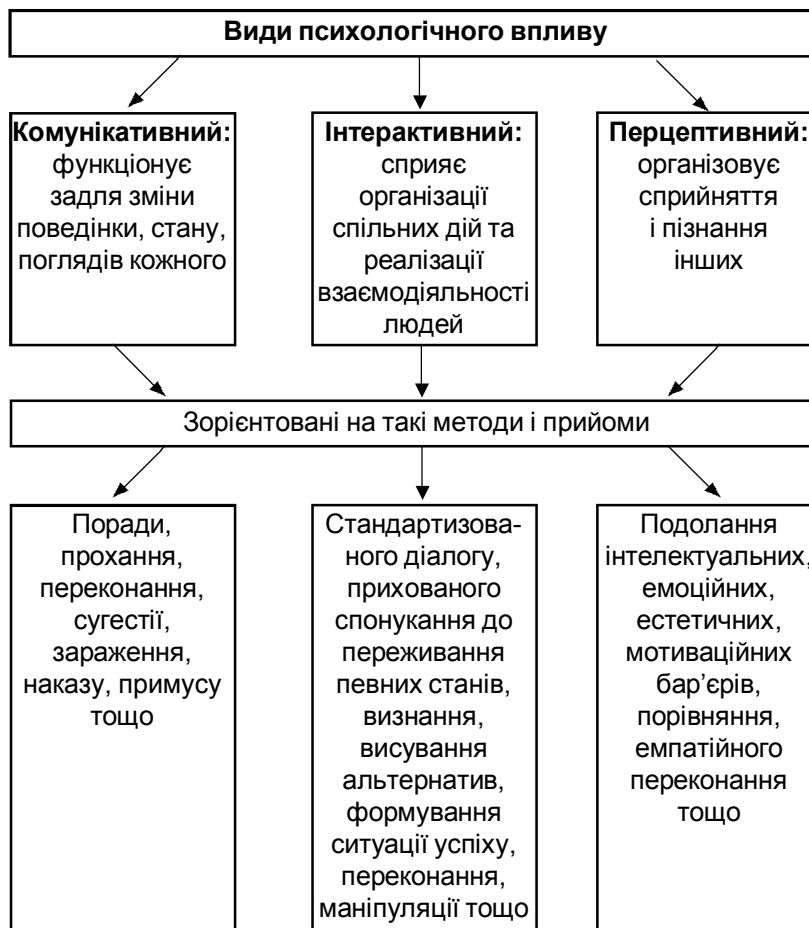 Види психологічного впливу
Комунікативний:
функціонує
задля зміни
поведінки, стану,
поглядів кожного
Інтерактивний:
сприяє
організації
спільних дій та
реалізації
взаємодіяльності
людей
Перцептивний:
організовує
сприйняття
і пізнання
інших
Зорієнтовані на такі методи і прийоми
Поради,
прохання,
переконання,
сугестії,
зараження,
наказу, примусу
тощо
Стандартизова-
ного діалогу,
прихованого
спонукання до
переживання
певних станів,
визнання,
висування
альтернатив,
формування
ситуації успіху,
переконання,
маніпуляції тощо
Подолання
інтелектуальних,
емоційних,
естетичних,
мотиваційних
бар’єрів,
порівняння,
емпатійного
переконання
тощо